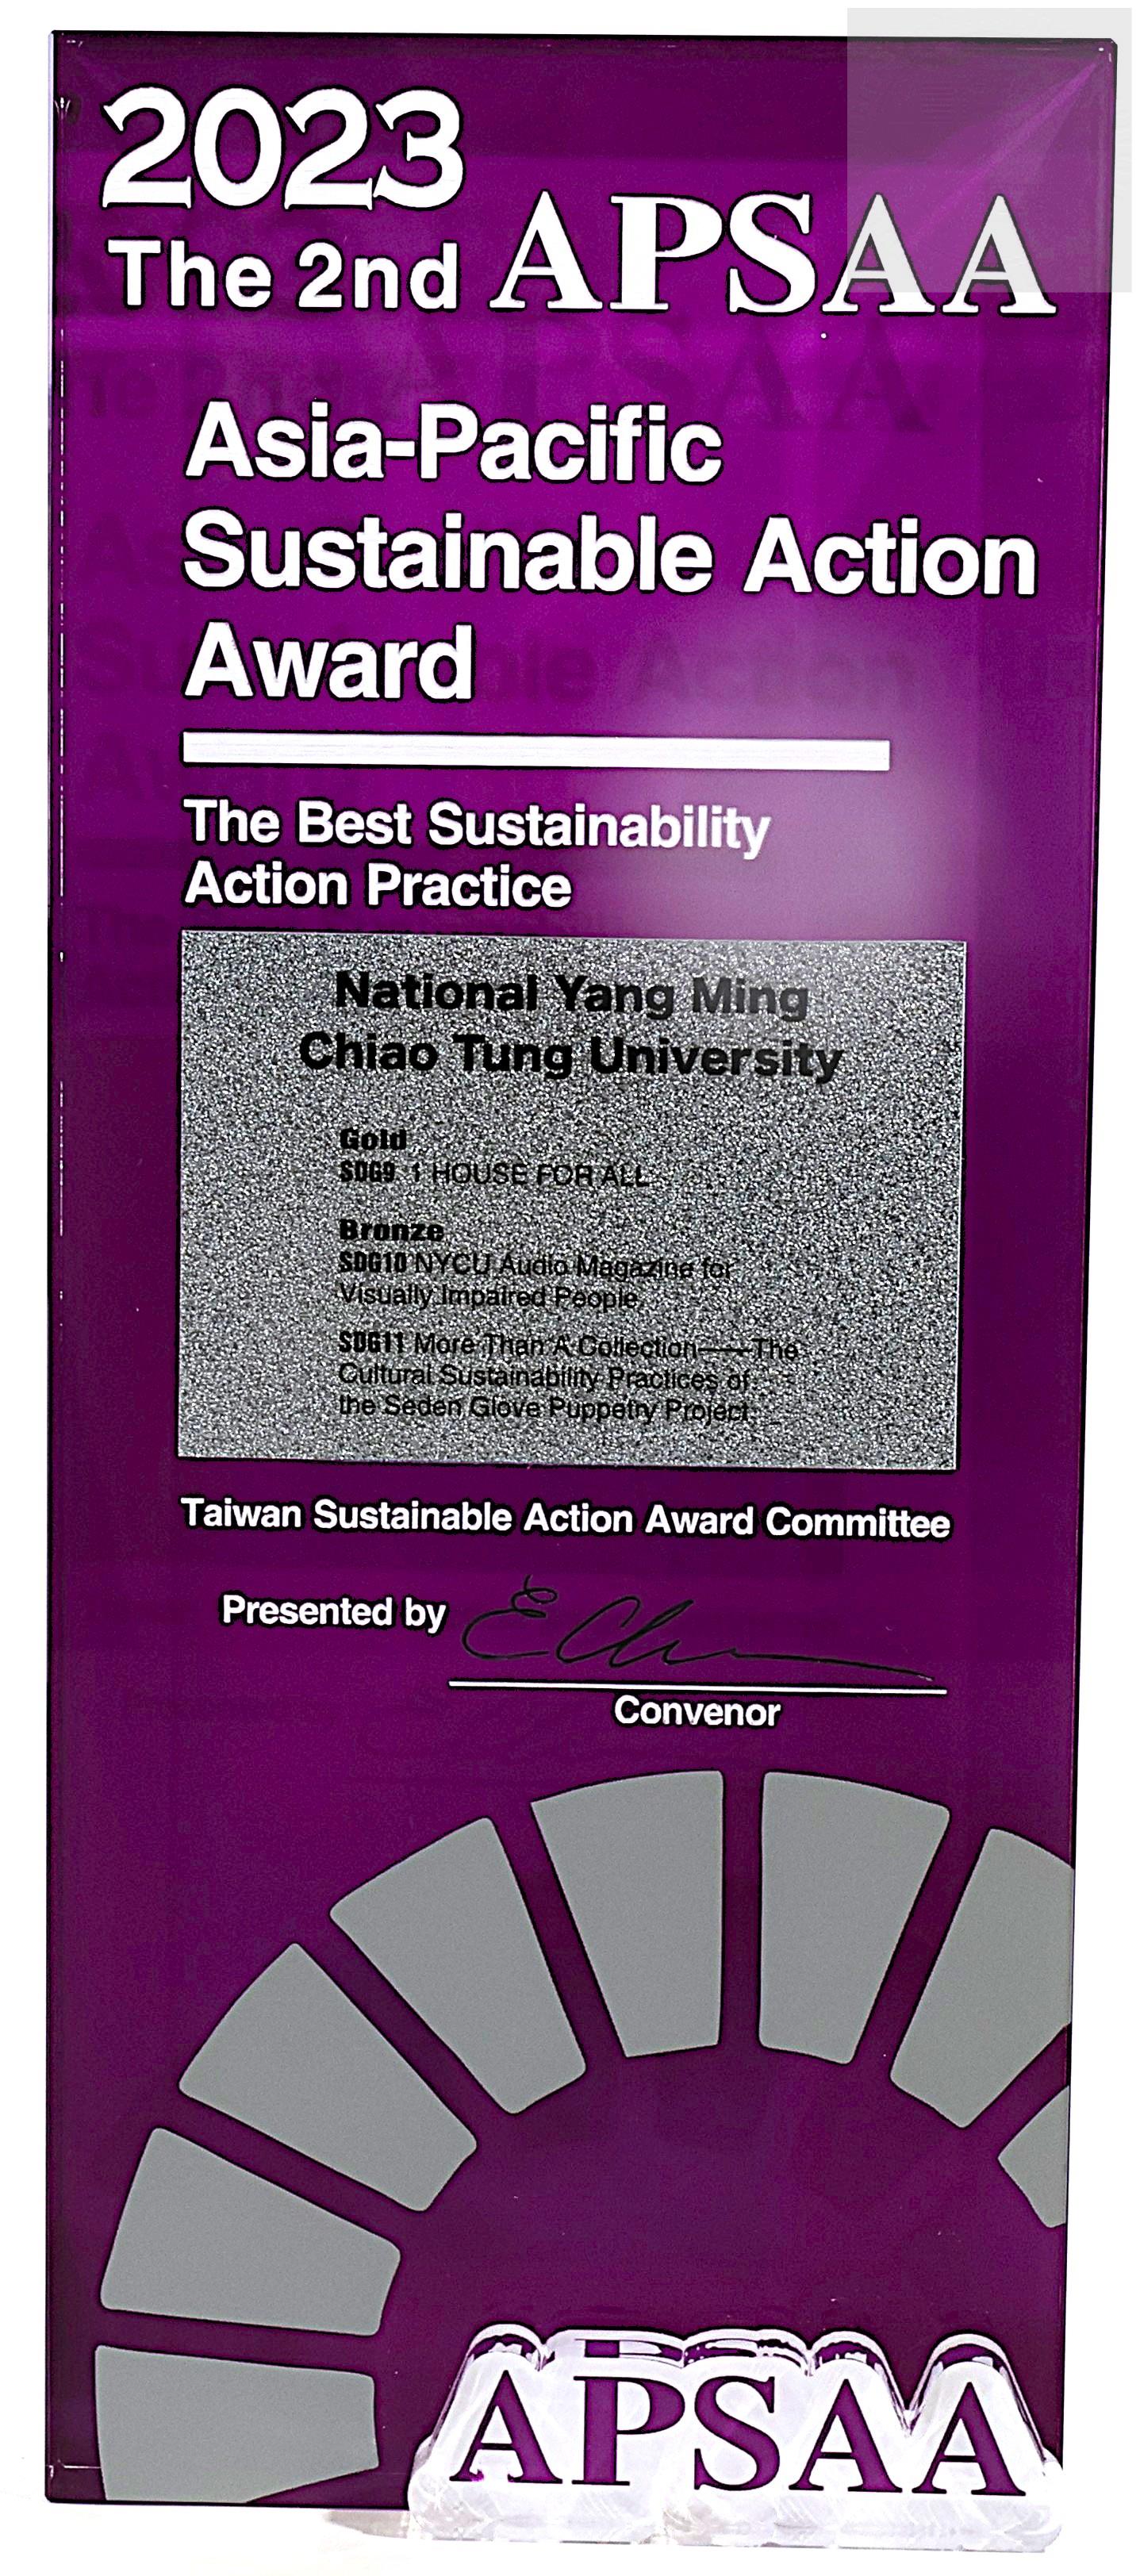 2023
The 2nd APSAA
Asia-Pacific
Sustainable Action
Award
The Best Sustainability
Action Practice
National Yang Ming
Chiao Tung University
Gold
SDG9 1 HOUSE FOR ALL
Bronze
SDG10 NYCU Audio Magazine for
Visually Impaired People
SDG11 More Than A Collection——The
Cultural Sustainability Practices of
the Seden Glove Puppetry Project
Taiwan Sustainable Action Award Committee
Presented by
Convenor
APSAA